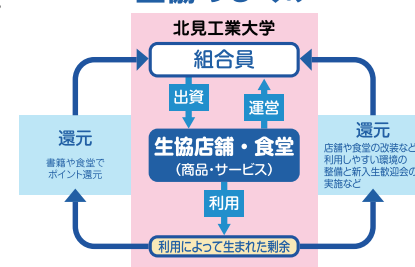 北見工業大学
組合員
出資
運営
生協店舗・食堂
(商品・サービス)
利用
利用によって生まれた剰余
還元
書籍や食堂で
ポイント還元
還元
店舗や食堂の改装など
利用しやすい環境の
整備と新入生歓迎会の
実施など